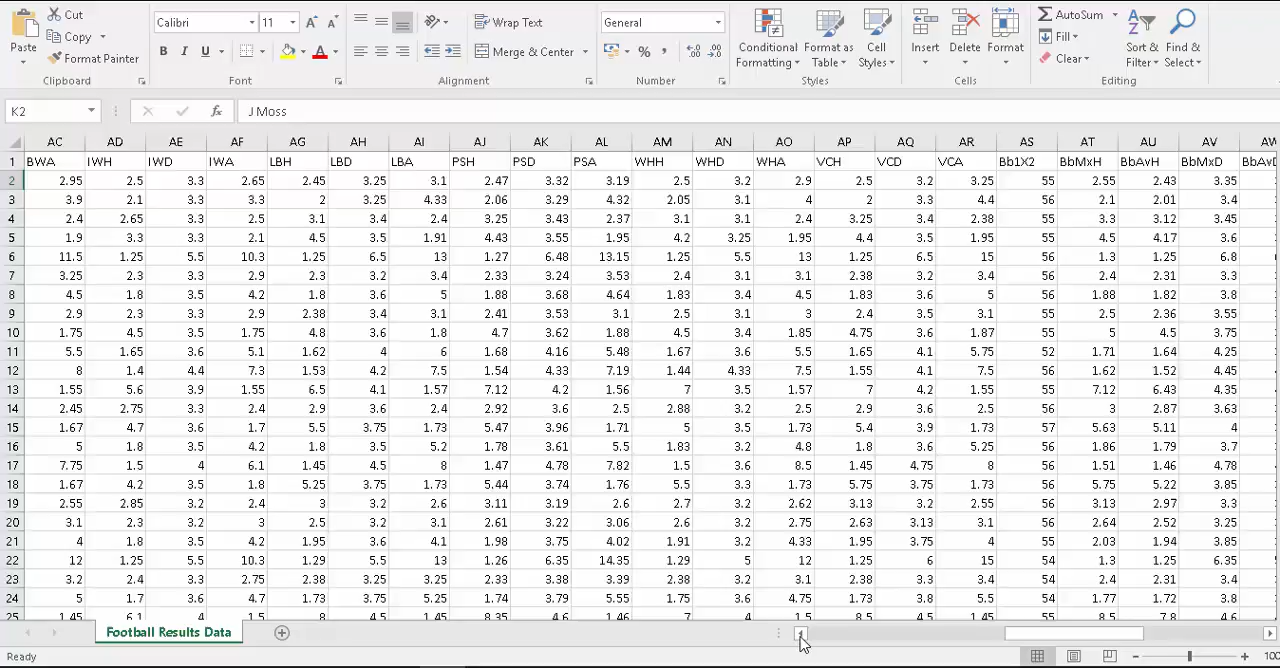 Cut Calibri 11 Wrap Text General AutoSum
Copy Fill
Paste Format Painter B I U Merge & Center % Conditional Formatting Format as Table Cell Styles Insert Delete Format Clear Sort & Filter Find & Select
Clipboard Font Alignment Number Styles Cells Editing
K2 fx J Moss
AC AD AE AF AG AH AI AJ AK AL AM AN AO AP AQ AR AS AT AU AV AW
1 BWA IWH IWD IWA LBH LBD LBA PSH PSD PSA WHH WHD WHA VCH VCD VCA Bb1X2 BbMxH BbAvH BbMxD
2 2.95 2.5 3.3 2.65 2.45 3.25 3.1 2.47 3.32 3.19 2.5 3.2 2.9 2.5 3.2 3.25 55 2.55 2.43 3.35
3 3.9 2.1 3.3 3.3 2 3.25 4.33 2.06 3.29 4.32 2.05 3.1 4 2 3.3 4.4 56 2.1 2.01 3.4
4 2.4 2.65 3.3 2.5 3.1 3.4 2.4 3.25 3.43 2.37 3.1 3.1 2.4 3.25 3.4 2.38 55 3.3 3.12 3.45
5 1.9 3.3 3.3 2.1 4.5 3.5 1.91 4.43 3.55 1.95 4.2 3.25 1.95 4.4 3.5 1.95 55 4.5 4.17 3.6
6 11.5 1.25 5.5 10.3 1.25 6.5 13 1.27 6.48 13.15 1.25 5.5 13 1.25 6.5 15 56 1.3 1.25 6.8
7 3.25 2.3 3.3 2.9 2.3 3.2 3.4 2.33 3.24 3.53 2.4 3.1 3.1 2.38 3.2 3.4 56 2.4 2.31 3.3
8 4.5 1.8 3.5 4.2 1.8 3.6 5 1.88 3.68 4.64 1.83 3.4 4.5 1.83 3.6 5 56 1.88 1.82 3.8
9 2.9 2.3 3.3 2.9 2.38 3.4 3.1 2.41 3.53 3.1 2.5 3.1 3 2.4 3.5 3.1 55 2.5 2.36 3.55
10 1.75 4.5 3.5 1.75 4.8 3.6 1.8 4.7 3.62 1.88 4.5 3.4 1.85 4.75 3.6 1.87 55 5 4.5 3.75
11 5.5 1.65 3.6 5.1 1.62 4 6 1.68 4.16 5.48 1.67 3.6 5.5 1.65 4.1 5.75 52 1.71 1.64 4.25
12 8 1.4 4.4 7.3 1.53 4.2 7.5 1.54 4.33 7.19 1.44 4.33 7.5 1.55 4.1 7.5 56 1.62 1.52 4.45
13 1.55 5.6 3.9 1.55 6.5 4.1 1.57 7.12 4.2 1.56 7 3.5 1.57 7 4.2 1.55 55 7.12 6.43 4.35
14 2.45 2.75 3.3 2.4 2.9 3.6 2.4 2.92 3.6 2.5 2.88 3.2 2.5 2.9 3.6 2.5 56 3 2.87 3.63
15 1.67 4.7 3.6 1.7 5.5 3.75 1.73 5.47 3.96 1.71 5 3.5 1.73 5.4 3.9 1.73 57 5.63 5.11 4
16 5 1.8 3.5 4.2 1.8 3.5 5.2 1.78 3.61 5.5 1.83 3.2 4.8 1.8 3.6 5.25 56 1.86 1.79 3.7
17 7.75 1.5 4 6.1 1.45 4.5 8 1.47 4.78 7.82 1.5 3.6 8.5 1.45 4.75 8 56 1.51 1.46 4.78
18 1.67 4.2 3.5 1.8 5.25 3.75 1.73 5.44 3.74 1.76 5.5 3.3 1.73 5.75 3.75 1.73 56 5.75 5.22 3.85
19 2.55 2.85 3.2 2.4 3 3.2 2.6 3.11 3.19 2.6 2.7 3.2 2.62 3.13 3.2 2.55 56 3.13 2.97 3.3
20 3.1 2.3 3.2 3 2.5 3.2 3.1 2.61 3.22 3.06 2.6 3.2 2.75 2.63 3.13 3.1 56 2.64 2.52 3.25
21 4 1.8 3.5 4.2 1.95 3.6 4.1 1.98 3.75 4.02 1.91 3.2 4.33 1.95 3.75 4 55 2.03 1.94 3.85
22 12 1.25 5.5 10.3 1.29 5.5 13 1.26 6.35 14.35 1.29 5 12 1.25 6 15 54 1.3 1.25 6.35
23 3.2 2.4 3.3 2.75 2.38 3.25 3.25 2.33 3.38 3.39 2.38 3.2 3.1 2.38 3.3 3.4 54 2.4 2.31 3.4
24 5 1.7 3.6 4.7 1.73 3.75 5.25 1.74 3.79 5.55 1.75 3.6 4.75 1.73 3.8 5.5 54 1.77 1.72 3.8
25 1.45 6.1 4 1.5 8 4.5 1.45 8.35 4.6 1.46 7 4 1.5 8.5 4.5 1.45 55 8.5 7.8 4.6
Football Results Data
Ready 100